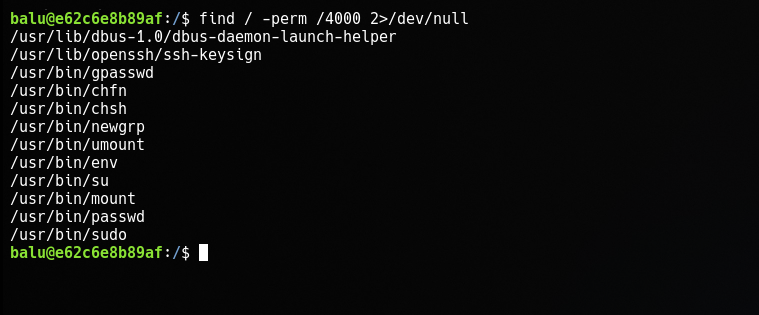 balu@e62c6e8b89af:/$ find / -perm /4000 2>/dev/null
/usr/lib/dbus-1.0/dbus-daemon-launch-helper
/usr/lib/openssh/ssh-keysign
/usr/bin/gpasswd
/usr/bin/chfn
/usr/bin/chsh
/usr/bin/newgrp
/usr/bin/umount
/usr/bin/env
/usr/bin/su
/usr/bin/mount
/usr/bin/passwd
/usr/bin/sudo
balu@e62c6e8b89af:/$